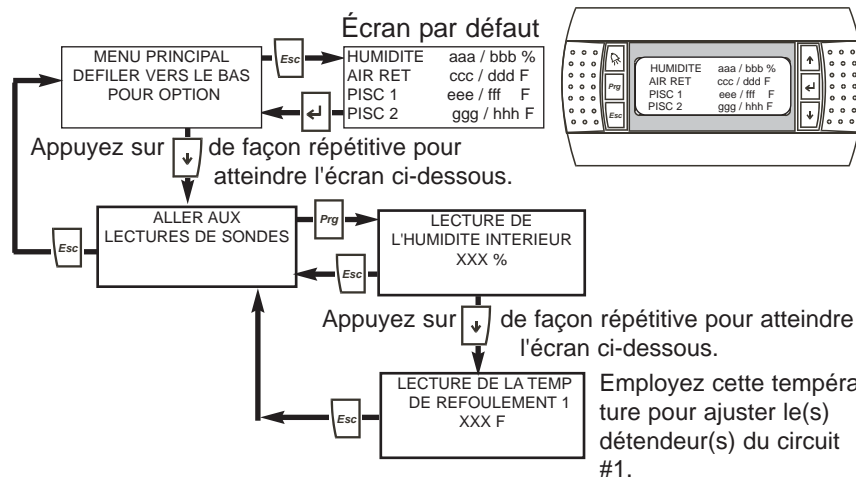 Écran par défaut
MENU PRINCIPAL
DEFILER VERS LE BAS
POUR OPTION
Esc
HUMIDITE aaa / bbb %
AIR RET ccc / ddd F
PISC 1 eee / fff F
PISC 2 ggg / hhh F
Prg
Esc
HUMIDITE aaa / bbb %
AIR RET ccc / ddd F
PISC 1 eee / fff F
PISC 2 ggg / hhh F
Appuyez sur de façon répétitive pour
atteindre l'écran ci-dessous.
ALLER AUX
LECTURES DE SONDES
Esc
Prg
Esc
LECTURE DE
L'HUMIDITE INTERIEUR
XXX %
Appuyez sur de façon répétitive pour atteindre
l'écran ci-dessous.
LECTURE DE LA TEMP
DE REFOULEMENT 1
XXX F
Esc
Employez cette tempéra
ture pour ajuster le(s)
détendeur(s) du circuit
#1.